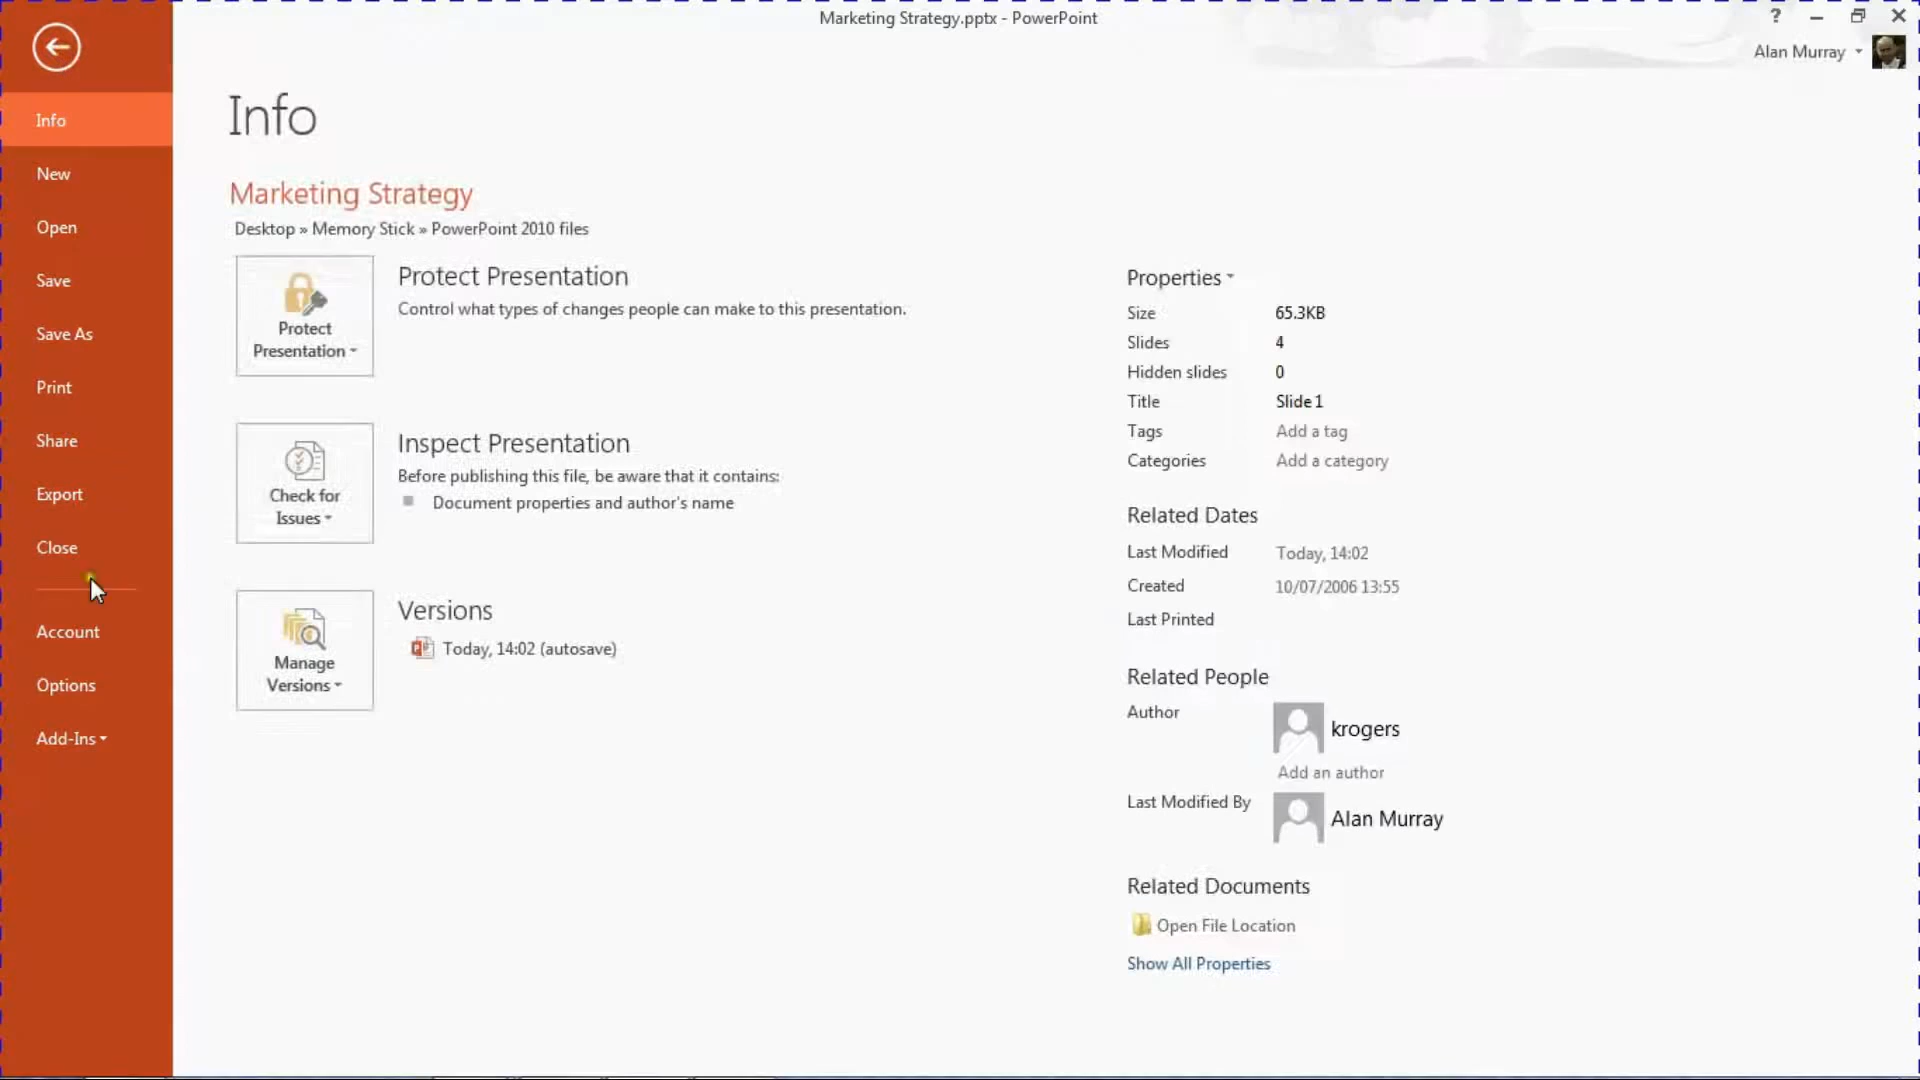 Marketing Strategy.pptx - PowerPoint
?
Alan Murray
Info
New
Open
Save
Save As
Print
Share
Export
Close
Account
Options
Add-Ins
Info
Marketing Strategy
Desktop » Memory Stick » PowerPoint 2010 files
Protect
Presentation
Protect Presentation
Control what types of changes people can make to this presentation.
Check for
Issues
Inspect Presentation
Before publishing this file, be aware that it contains:
Document properties and author's name
Manage
Versions
Versions
Today, 14:02 (autosave)
Properties
Size 65.3KB
Slides 4
Hidden slides 0
Title Slide 1
Tags Add a tag
Categories Add a category
Related Dates
Last Modified Today, 14:02
Created 10/07/2006 13:55
Last Printed
Related People
Author krogers
Add an author
Last Modified By Alan Murray
Related Documents
Open File Location
Show All Properties